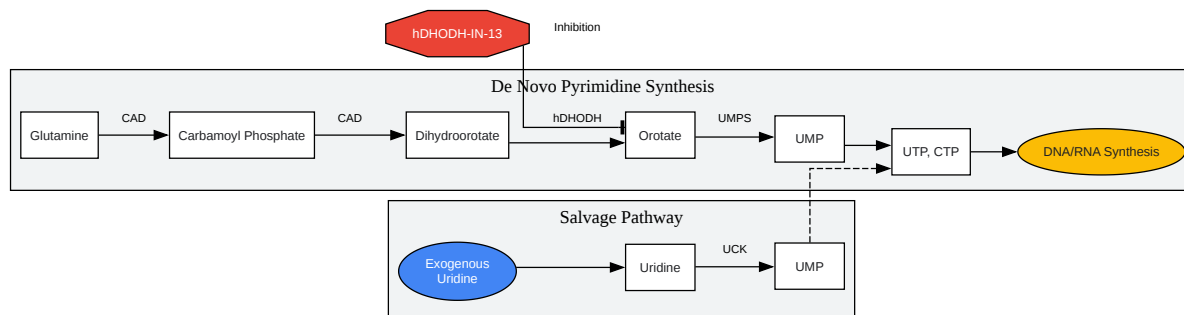 hDHODH-IN-13
Inhibition
De Novo Pyrimidine Synthesis
Glutamine
CAD
Carbamoyl Phosphate
CAD
Dihydroorotate
hDHODH
Orotate
UMPS
UMP
UTP, CTP
DNA/RNA Synthesis
Salvage Pathway
Exogenous
Uridine
Uridine
UCK
UMP